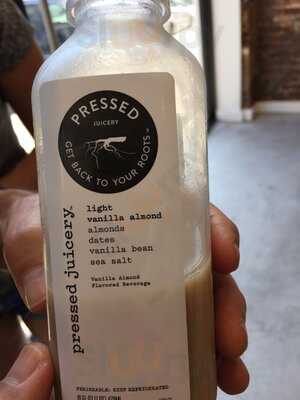 PRESSED
JUICERY
GET BACK TO YOUR ROOTS
pressed juicery
light
vanilla almond
almonds
dates
vanilla bean
sea salt
Vanilla Almond
Flavored Beverage
PERISHABLE: KEEP REFRIGERATED